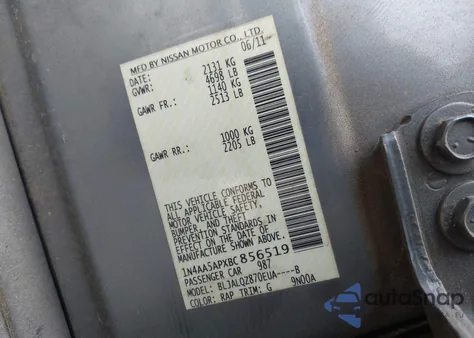 MFD BY NISSAN MOTOR CO., LTD.
DATE: 06/11
GVWR: 2131 KG
4698 LB
GAWR FR.: 1140 KG
2513 LB
GAWR RR.: 1000 KG
2205 LB
THIS VEHICLE CONFORMS TO
ALL APPLICABLE FEDERAL
MOTOR VEHICLE SAFETY,
BUMPER, AND THEFT
PREVENTION STANDARDS IN
EFFECT ON THE DATE OF
MANUFACTURE SHOWN ABOVE.
1N4AA5APXBC856519
PASSENGER CAR 987
MODEL: BLJALQZ870EUA----B
COLOR: RAP TRIM: G 9N00A
autoSnap